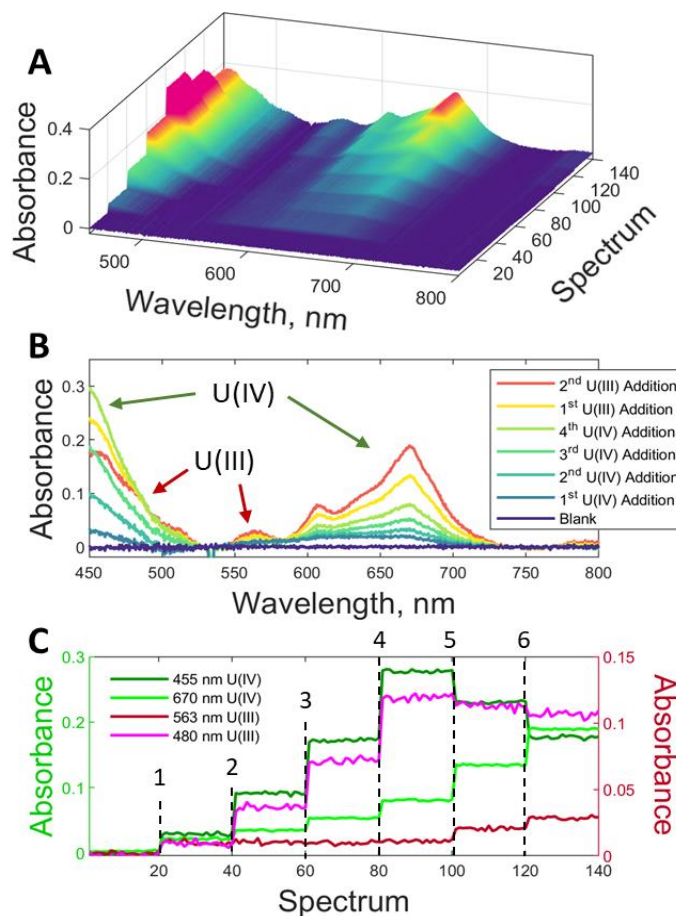 A
0.4
0.2
0
Absorbance
500
600
700
800
Wavelength, nm
20
40
60
80
100
120
140
Spectrum
B
0.3
0.2
0.1
0
Absorbance
U(IV)
U(III)
2nd U(III) Addition
1st U(III) Addition
4th U(IV) Addition
3rd U(IV) Addition
2nd U(IV) Addition
1st U(IV) Addition
Blank
450 500 550 600 650 700 750 800
Wavelength, nm
C
1 2 3 4 5 6
0.3
0.2
0.1
0
Absorbance
455 nm U(IV)
670 nm U(IV)
563 nm U(III)
480 nm U(III)
0.15
0.1
0.05
0
Absorbance
20 40 60 80 100 120 140
Spectrum